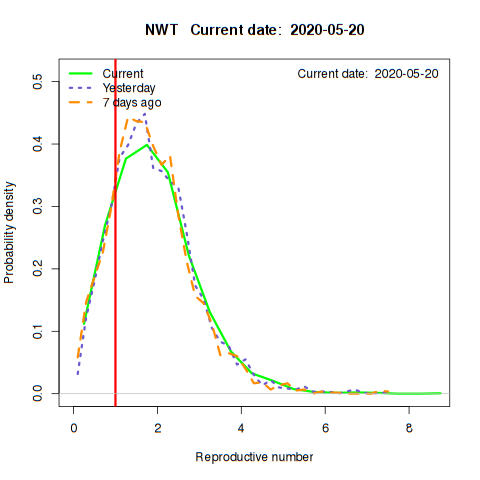 NWT   Current date:  2020-05-20
Current
Yesterday
7 days ago
Current date:  2020-05-20
Probability density
0.5
0.4
0.3
0.2
0.1
0.0
0 2 4 6 8
Reproductive number